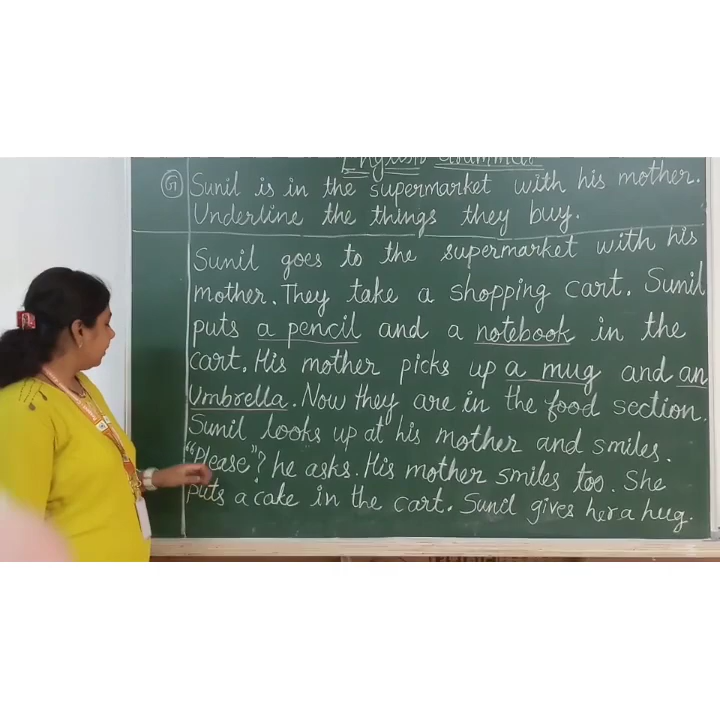 English Grammar
G Sunil is in the supermarket with his mother.
Underline the things they buy.
Sunil goes to the supermarket with his
mother. They take a shopping cart. Sunil
puts a pencil and a notebook in the
cart. His mother picks up a mug and an
Umbrella. Now they are in the food section.
Sunil looks up at his mother and smiles.
"Please"? he asks. His mother smiles too. She
puts a cake in the cart. Sunil gives her a hug.